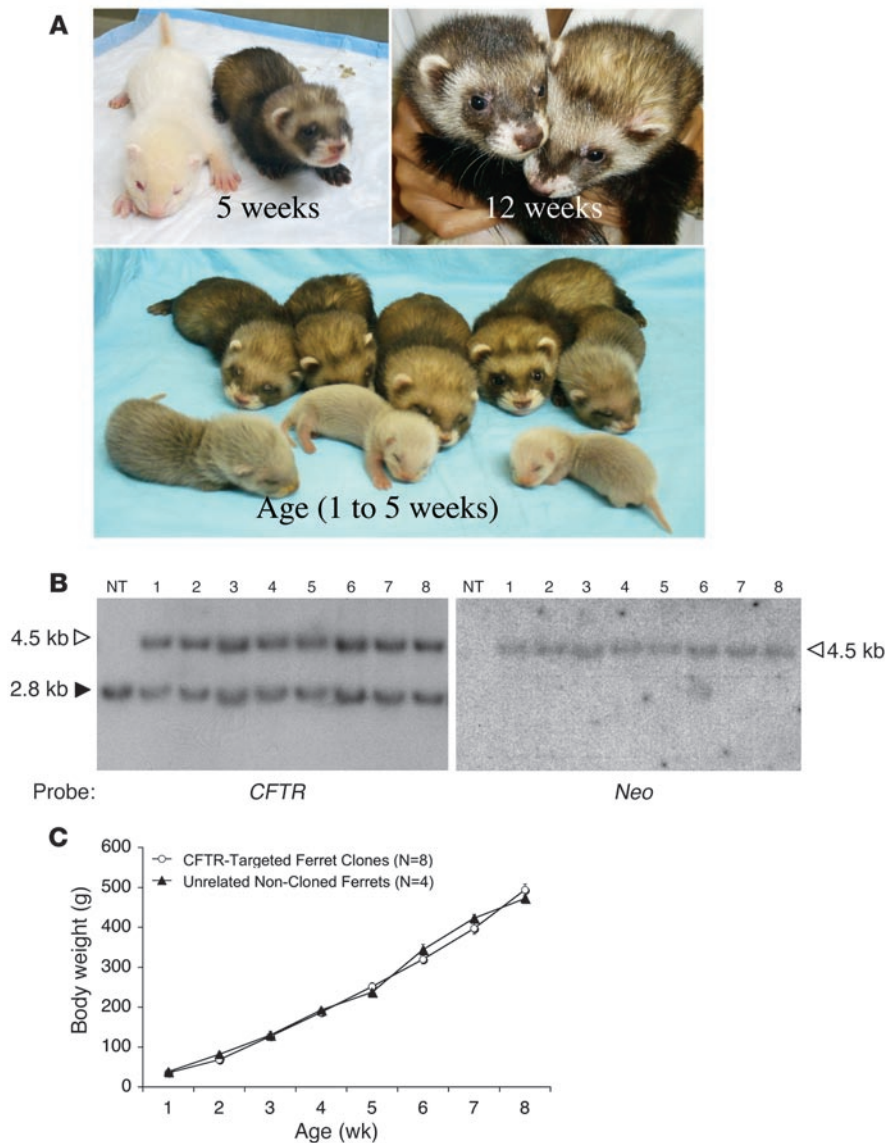 A
5 weeks
12 weeks
Age (1 to 5 weeks)
B
NT 1 2 3 4 5 6 7 8
NT 1 2 3 4 5 6 7 8
4.5 kb
4.5 kb
2.8 kb
Probe: CFTR Neo
C
600
500
400
300
200
100
0
Body weight (g)
CFTR-Targeted Ferret Clones (N=8)
Unrelated Non-Cloned Ferrets (N=4)
1 2 3 4 5 6 7 8
Age (wk)